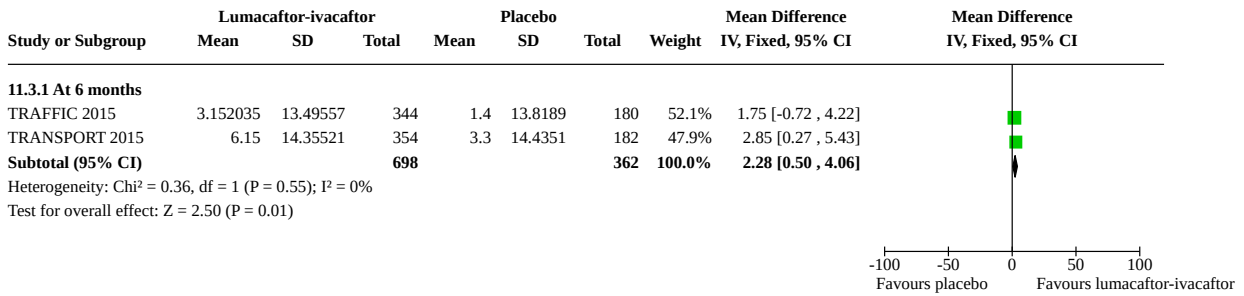 Lumacaftor-ivacaftor Placebo Mean Difference Mean Difference
Study or Subgroup Mean SD Total Mean SD Total Weight IV, Fixed, 95% CI IV, Fixed, 95% CI
11.3.1 At 6 months
TRAFFIC 2015 3.152035 13.49557 344 1.4 13.8189 180 52.1% 1.75 [-0.72 , 4.22]
TRANSPORT 2015 6.15 14.35521 354 3.3 14.4351 182 47.9% 2.85 [0.27 , 5.43]
Subtotal (95% CI) 698 362 100.0% 2.28 [0.50 , 4.06]
Heterogeneity: Chi² = 0.36, df = 1 (P = 0.55); I² = 0%
Test for overall effect: Z = 2.50 (P = 0.01)
-100 -50 0 50 100
Favours placebo Favours lumacaftor-ivacaftor